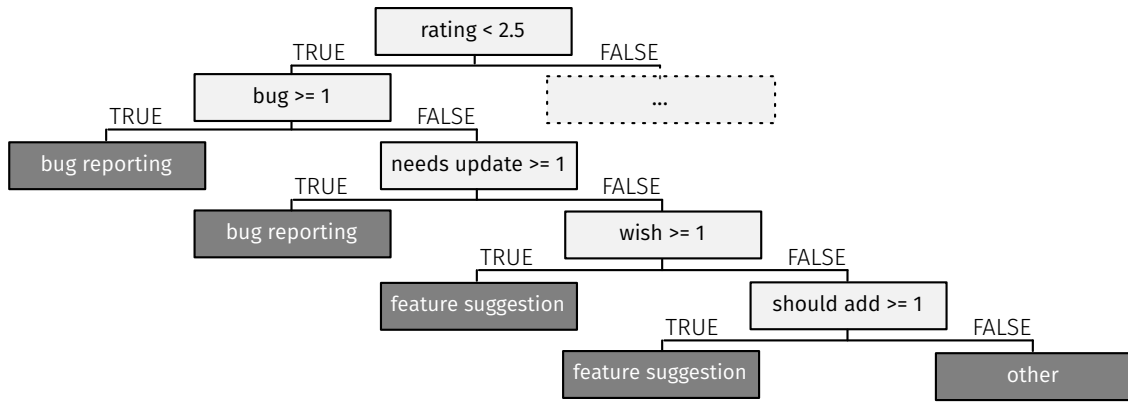 rating < 2.5
TRUE
FALSE
bug >= 1
...
TRUE
FALSE
bug reporting
needs update >= 1
TRUE
FALSE
bug reporting
wish >= 1
TRUE
FALSE
feature suggestion
should add >= 1
TRUE
FALSE
feature suggestion
other